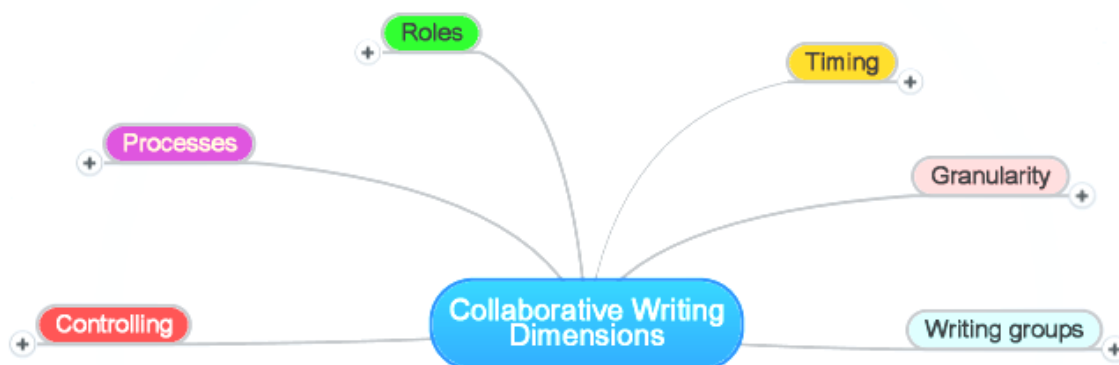 Roles
Timing
Processes
Granularity
Collaborative Writing
Dimensions
Controlling
Writing groups